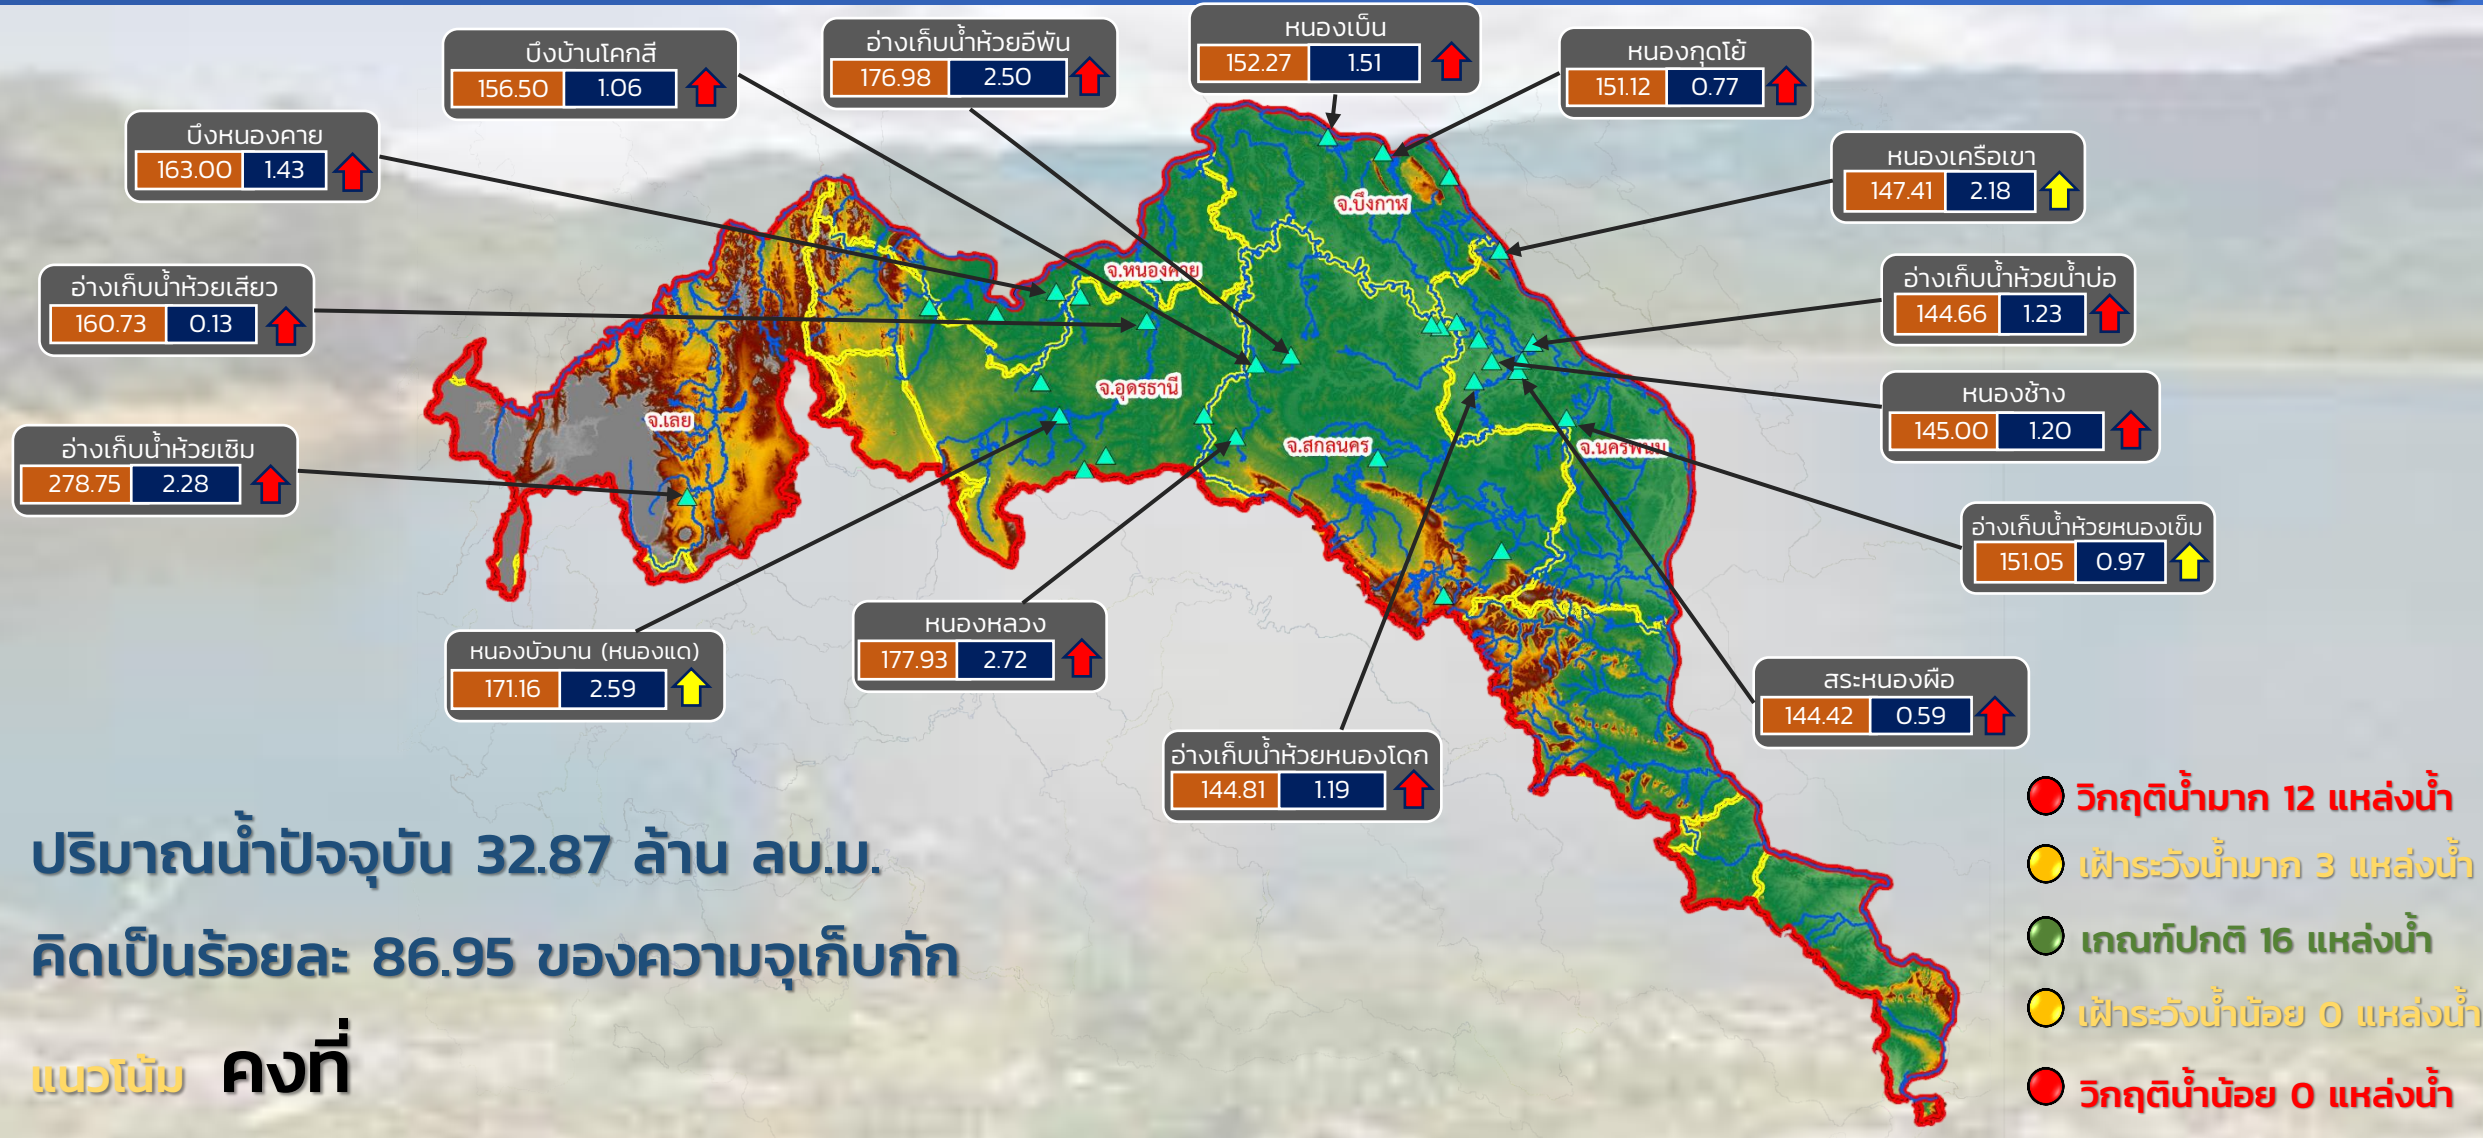 บึงบ้านโคกสี
156.50 1.06
อ่างเก็บน้ำห้วยอีพัน
176.98 2.50
หนองเบ็น
152.27 1.51
หนองกุดโย้
151.12 0.77
บึงหนองคาย
163.00 1.43
หนองเครือเขา
147.41 2.18
อ่างเก็บน้ำห้วยเสียว
160.73 0.13
อ่างเก็บน้ำห้วยน้ำบ่อ
144.66 1.23
หนองช้าง
145.00 1.20
อ่างเก็บน้ำห้วยเซิม
278.75 2.28
อ่างเก็บน้ำห้วยหนองเข็ม
151.05 0.97
หนองบัวบาน (หนองแด)
171.16 2.59
หนองหลวง
177.93 2.72
สระหนองผือ
144.42 0.59
อ่างเก็บน้ำห้วยหนองโดก
144.81 1.19
จ.บึงกาฬ
จ.หนองคาย
จ.อุดรธานี
จ.เลย
จ.สกลนคร
จ.นครพนม
ปริมาณน้ำปัจจุบัน 32.87 ล้าน ลบ.ม.
คิดเป็นร้อยละ 86.95 ของความจุเก็บกัก
แนวโน้ม คงที่
วิกฤติน้ำมาก 12 แหล่งน้ำ
เฝ้าระวังน้ำมาก 3 แหล่งน้ำ
เกณฑ์ปกติ 16 แหล่งน้ำ
เฝ้าระวังน้ำน้อย 0 แหล่งน้ำ
วิกฤติน้ำน้อย 0 แหล่งน้ำ